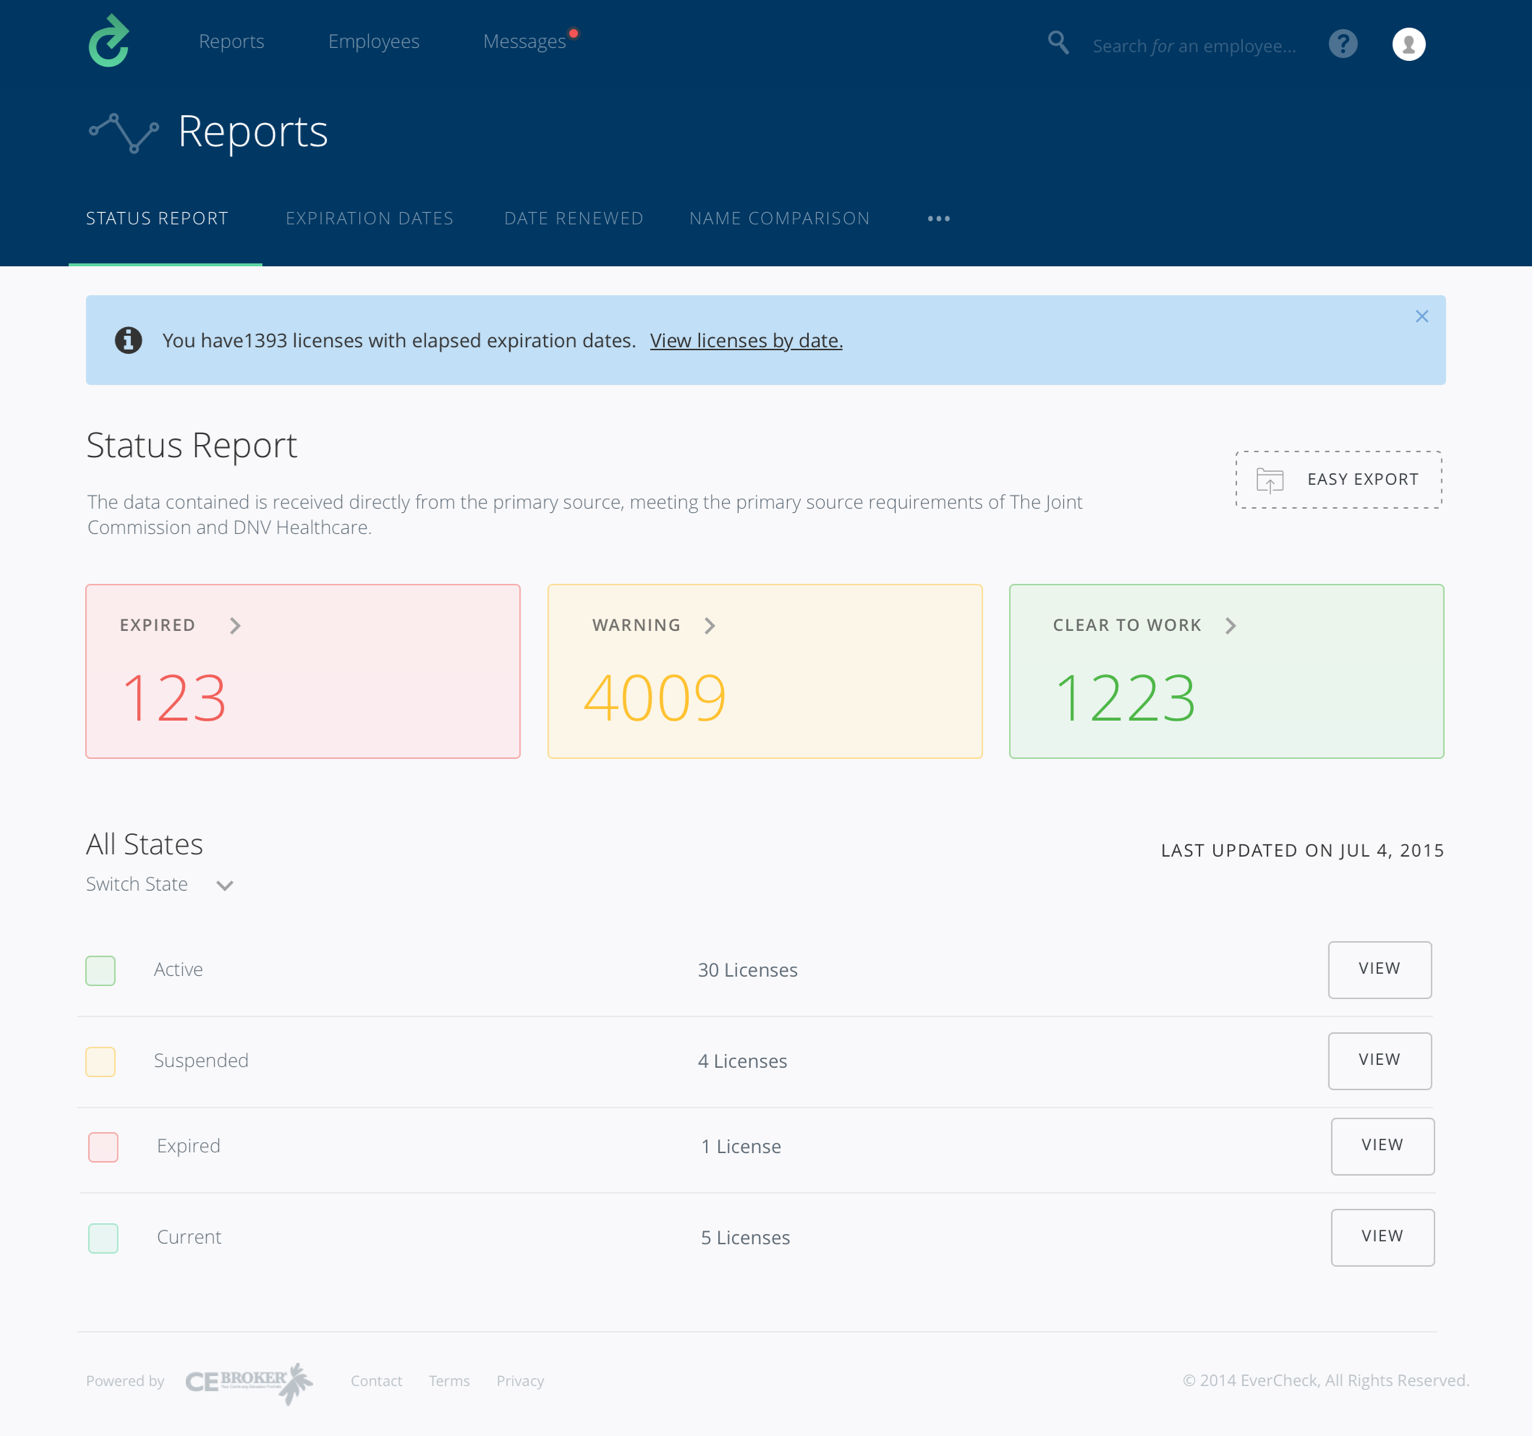 Reports Employees Messages Search for an employee... ?
Reports
STATUS REPORT EXPIRATION DATES DATE RENEWED NAME COMPARISON •••
You have1393 licenses with elapsed expiration dates. View licenses by date.
Status Report
EASY EXPORT
The data contained is received directly from the primary source, meeting the primary source requirements of The Joint
Commission and DNV Healthcare.
EXPIRED
123
WARNING
4009
CLEAR TO WORK
1223
All States
LAST UPDATED ON JUL 4, 2015
Switch State
Active 30 Licenses VIEW
Suspended 4 Licenses VIEW
Expired 1 License VIEW
Current 5 Licenses VIEW
Powered by CE BROKER Contact Terms Privacy © 2014 EverCheck, All Rights Reserved.